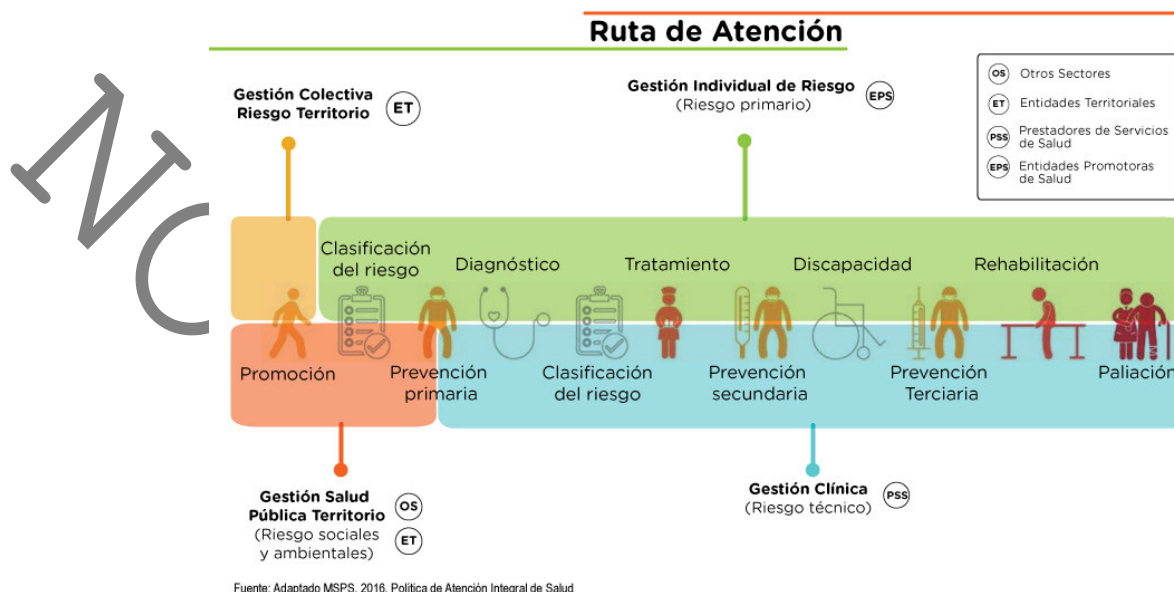 Ruta de Atención
Gestión Colectiva
Riesgo Territorio
ET
Gestión Individual de Riesgo
(Riesgo primario)
EPS
OS Otros Sectores
ET Entidades Territoriales
PSS Prestadores de Servicios
de Salud
EPS Entidades Promotoras
de Salud
NO
Clasificación
del riesgo
Diagnóstico
Tratamiento
Discapacidad
Rehabilitación
Promoción
Prevención
primaria
Clasificación
del riesgo
Prevención
secundaria
Prevención
Terciaria
Paliación
Gestión Salud
Pública Territorio
(Riesgo sociales
y ambientales)
OS
ET
Gestión Clínica
(Riesgo técnico)
PSS
Fuente: Adaptado MSPS, 2016. Política de Atención Integral de Salud